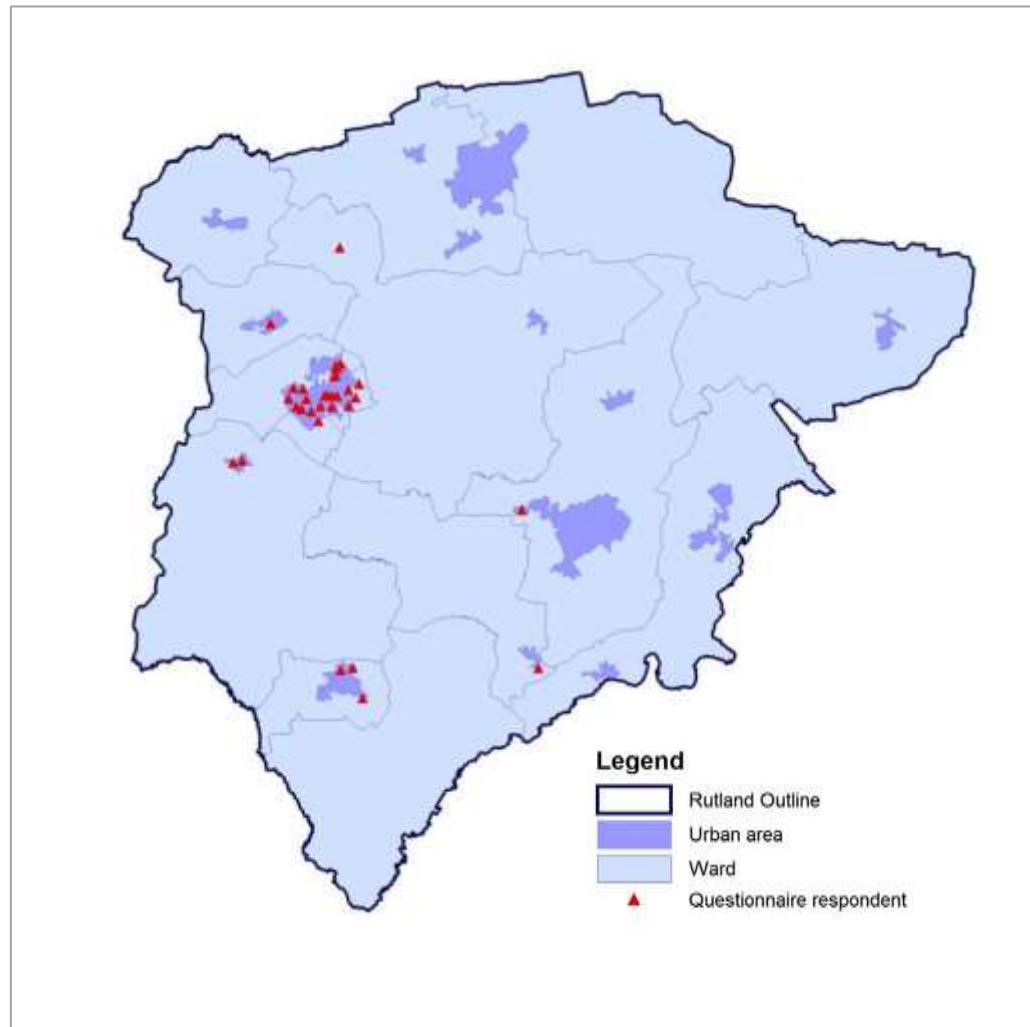 Legend
Rutland Outline
Urban area
Ward
Questionnaire respondent